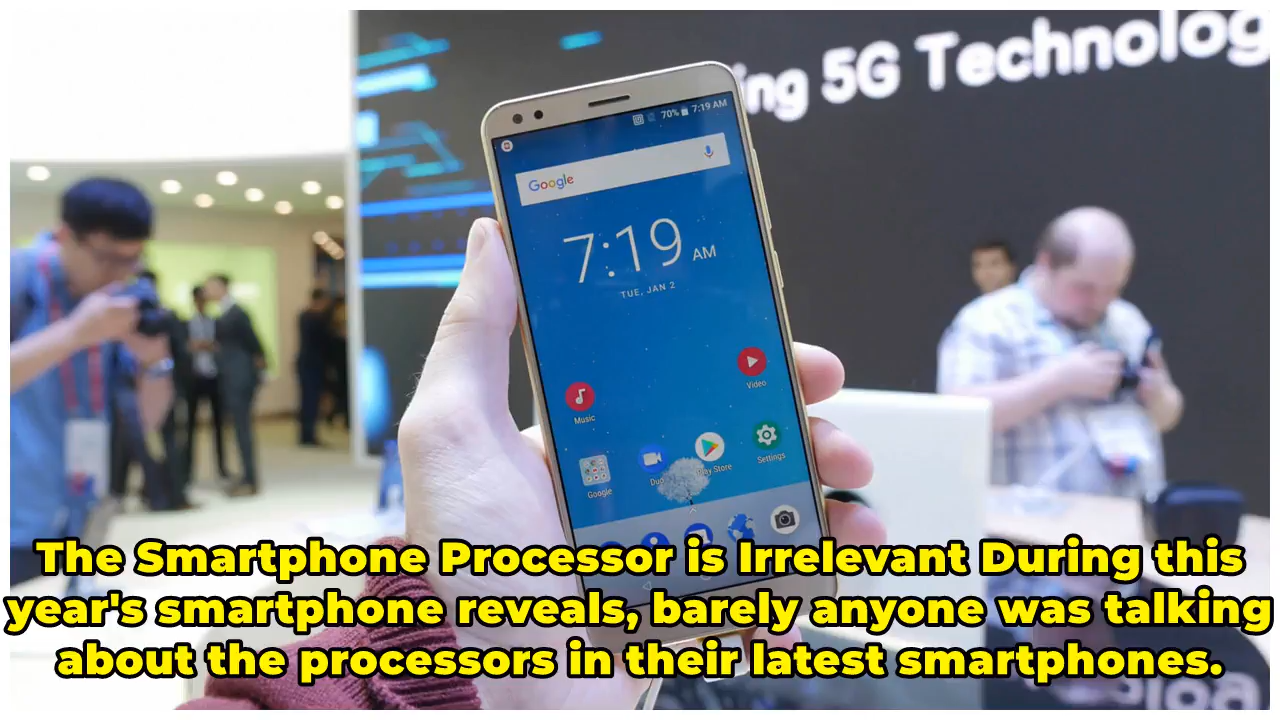 ing 5G Technolog
70% 7:19 AM
Google
7:19 AM
TUE, JAN 2
Music
Video
Google
Duo
Play Store
Settings
The Smartphone Processor is Irrelevant During this
year's smartphone reveals, barely anyone was talking
about the processors in their latest smartphones.